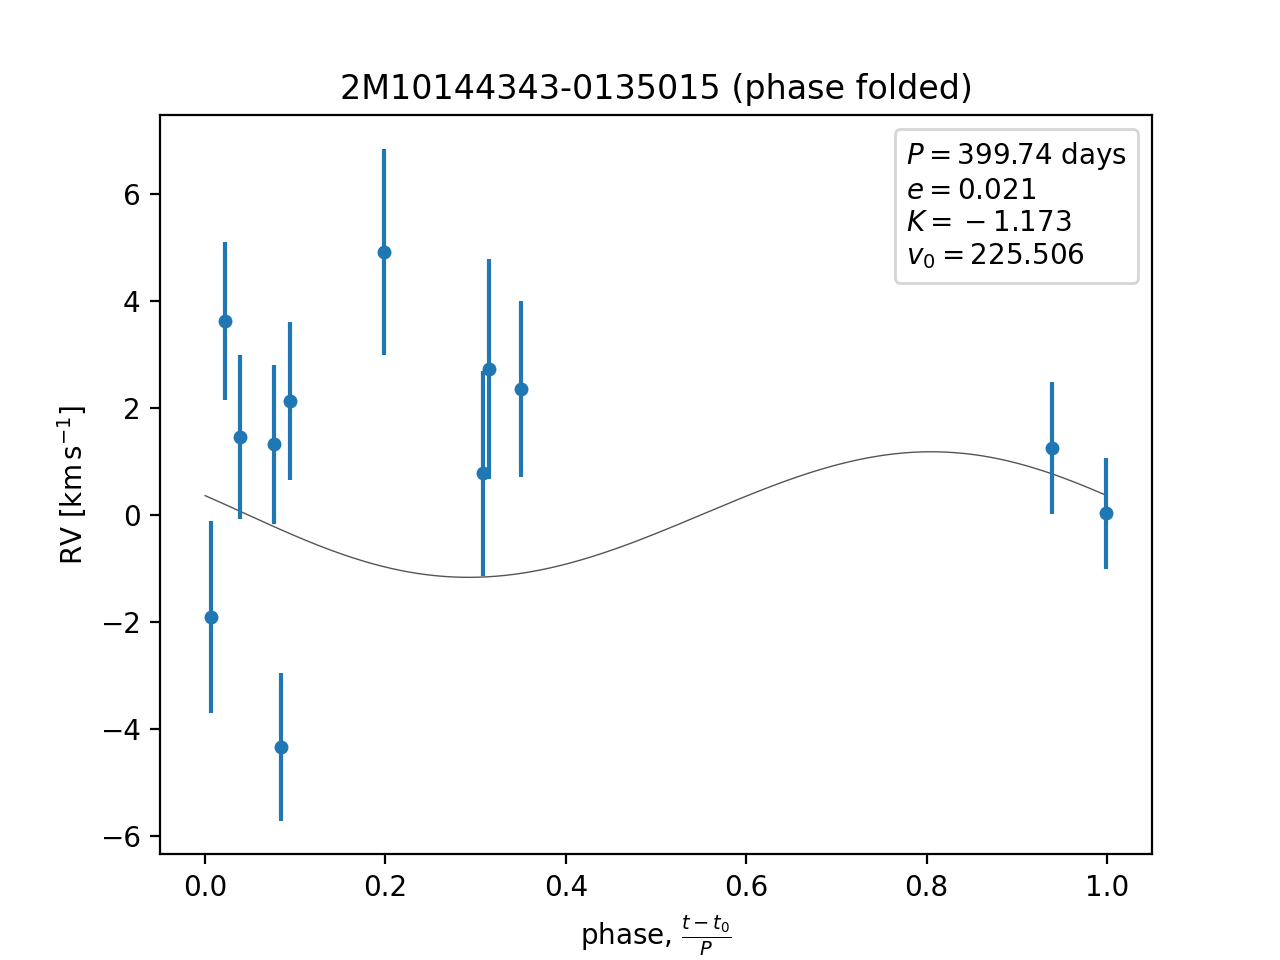 2M10144343-0135015 (phase folded)
P = 399.74 days
e = 0.021
K = −1.173
v₀ = 225.506
RV [km s⁻¹]
6
4
2
0
−2
−4
−6
0.0 0.2 0.4 0.6 0.8 1.0
phase, (t − t₀)/P